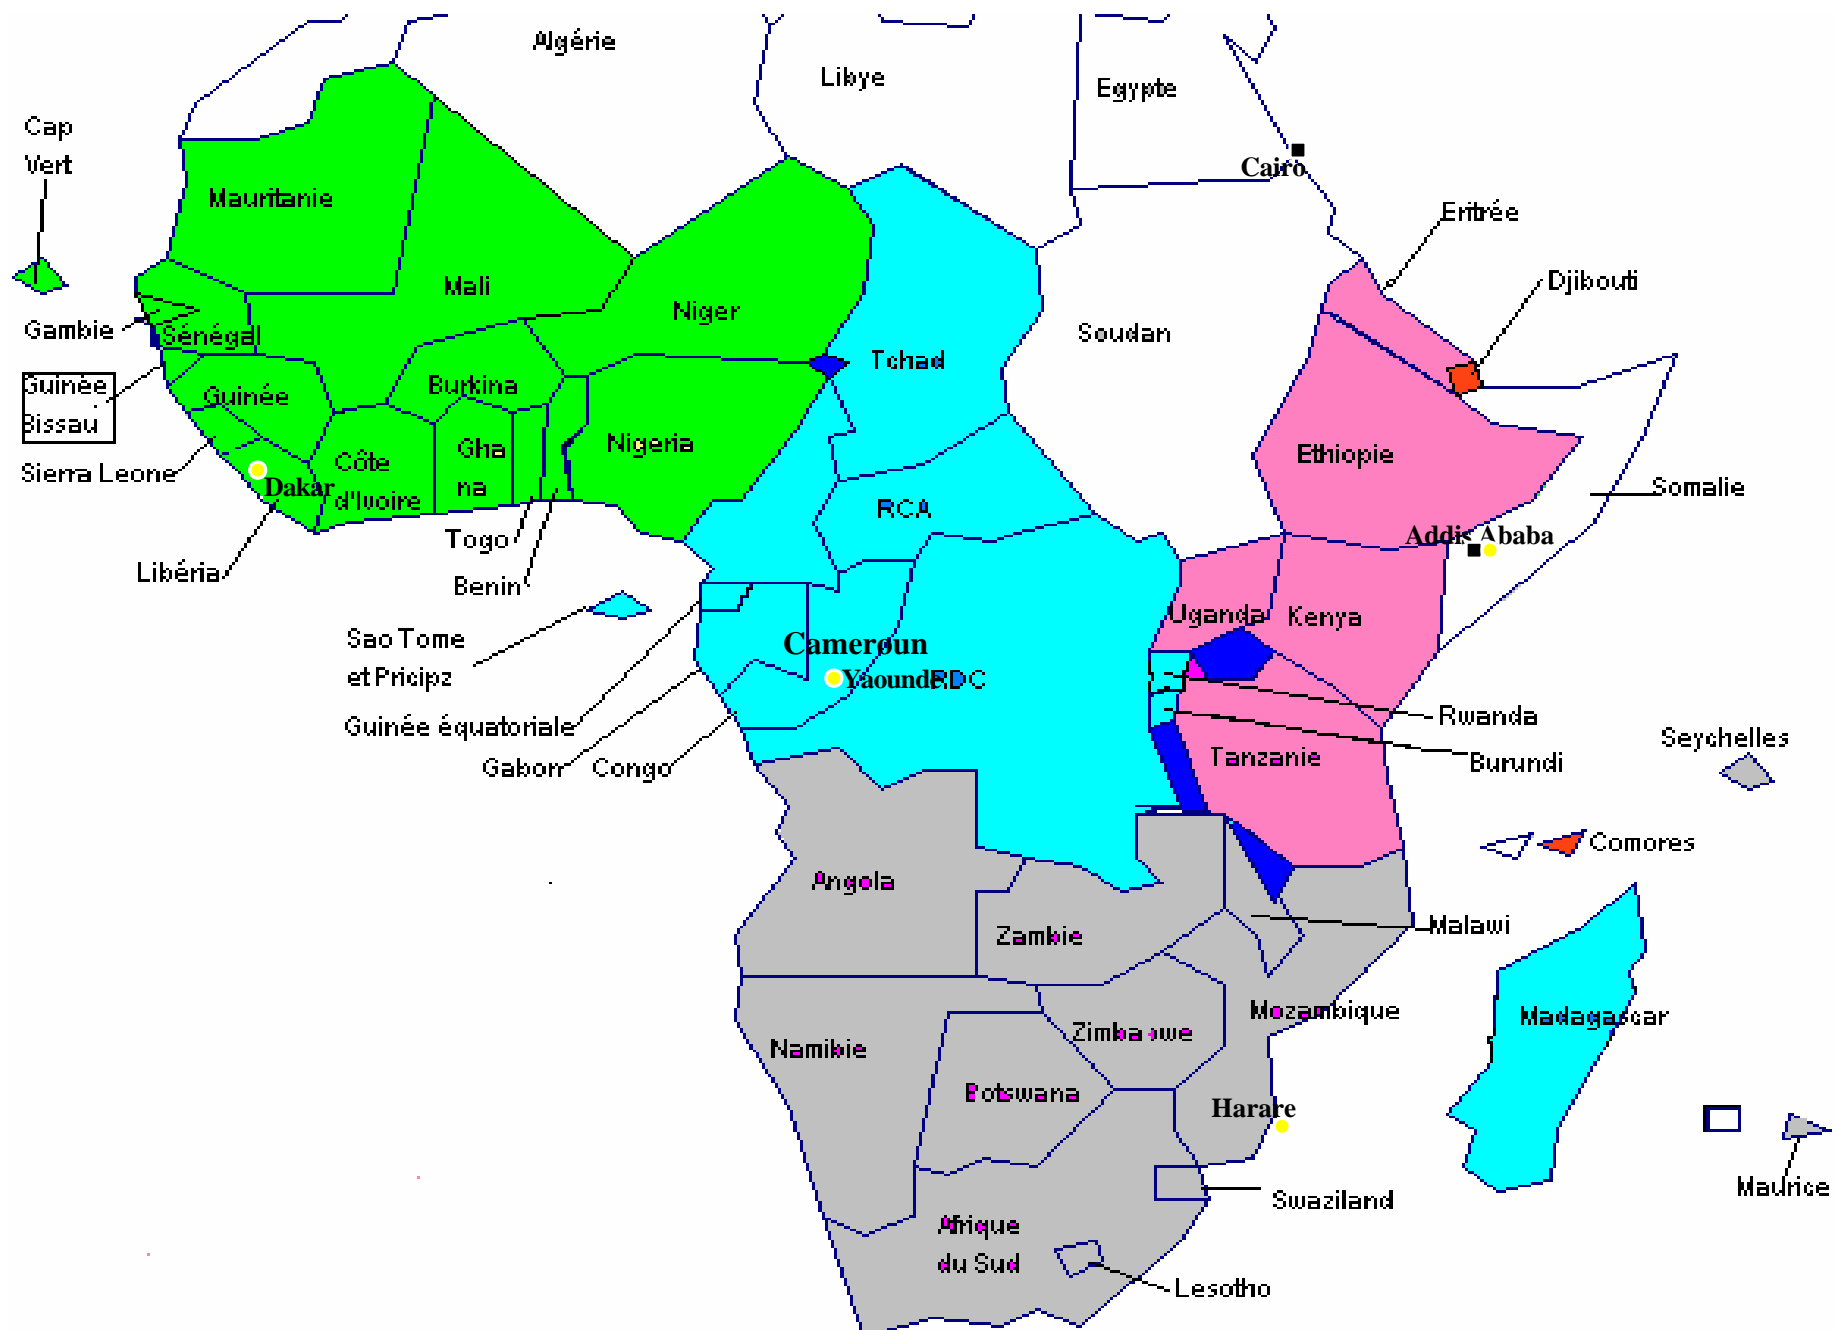 Algérie
Libye
Egypte
Cap
Vert
Cairo
Mauritanie
Eritrée
Djibouti
Mali
Niger
Gambie
Sénégal
Soudan
Tchad
Guinée
Bissau
Guinée
Burkina
Nigeria
Gha
na
Ethiopie
Côte
d'Ivoire
Sierra Leone
Dakar
Somalie
RCA
Togo
Addis Ababa
Libéria
Benin
Uganda
Kenya
Sao Tome
et Pricipz
Cameroun
Yaounde
RDC
Rwanda
Guinée équatoriale
Seychelles
Gabon
Congo
Tanzanie
Burundi
Comores
Angola
Zambie
Malawi
Mozambique
Madagascar
Zimbabwe
Namibie
Botswana
Harare
Maurice
Swaziland
Afrique
du Sud
Lesotho